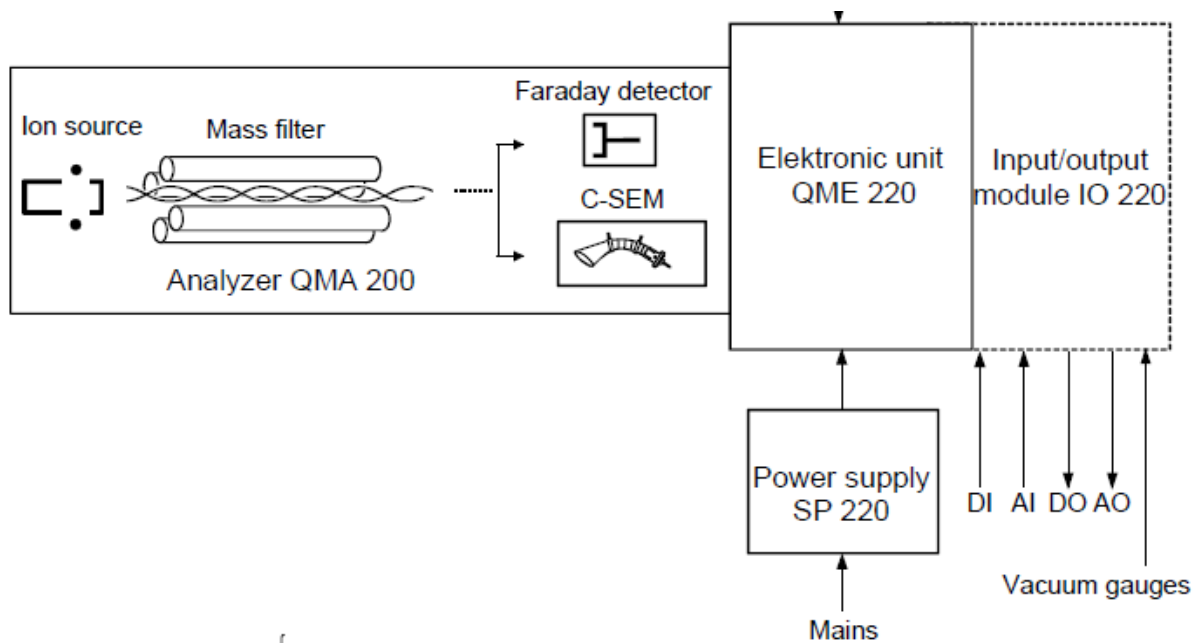 Faraday detector
Ion source
Mass filter
C-SEM
Analyzer QMA 200
Elektronic unit
QME 220
Input/output
module IO 220
Power supply
SP 220
DI AI DO AO
Vacuum gauges
Mains